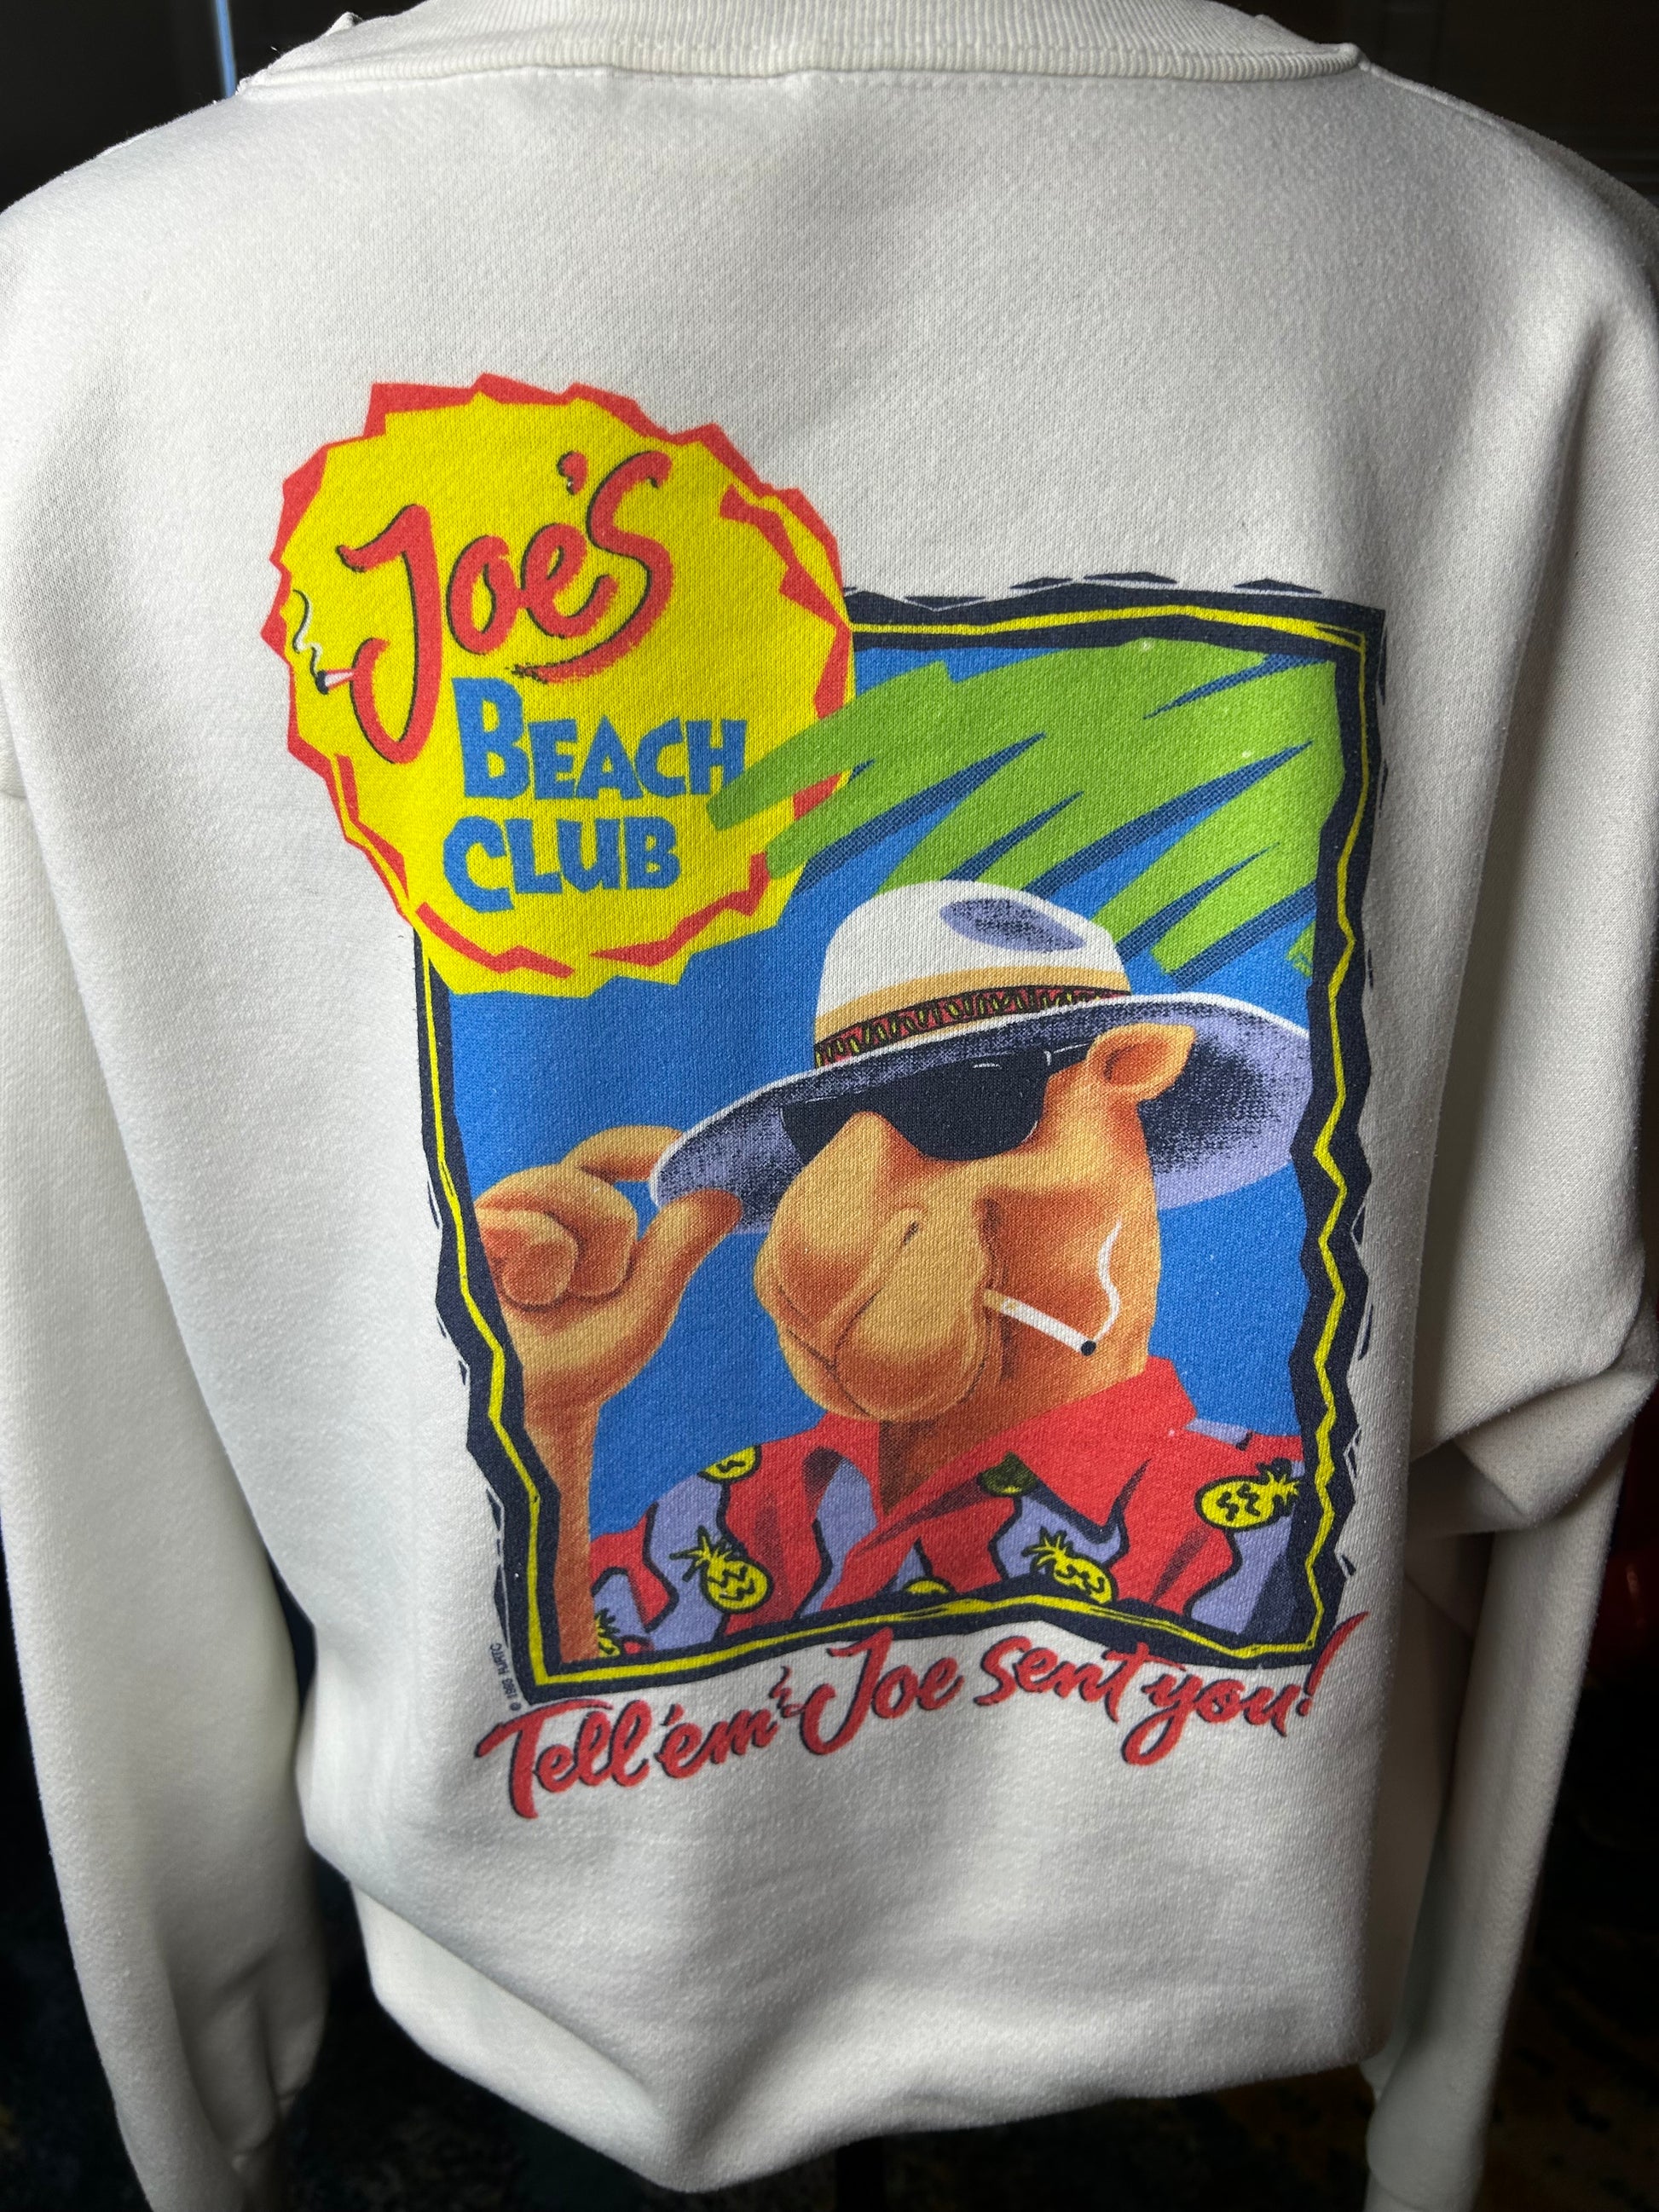 Joe's
BEACH
CLUB
Tell 'em Joe sent you!